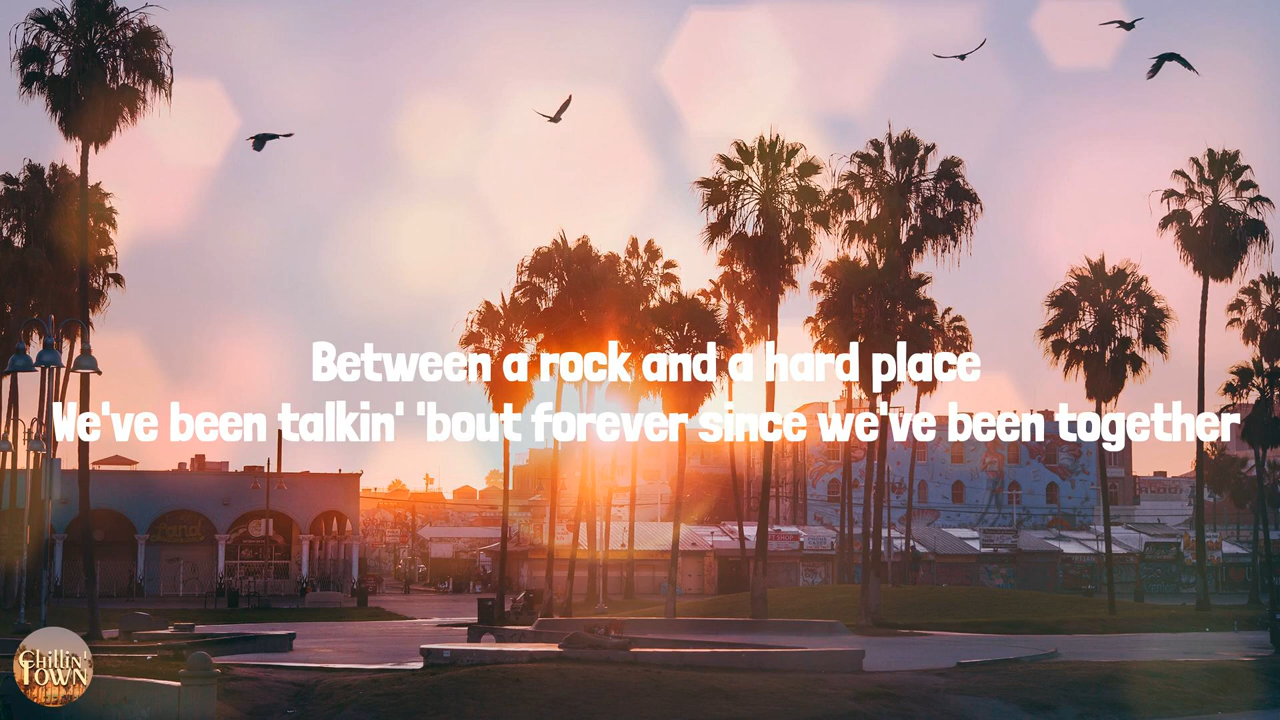 Between a rock and a hard place
We've been talkin' 'bout forever since we've been together
Chillin'
Town